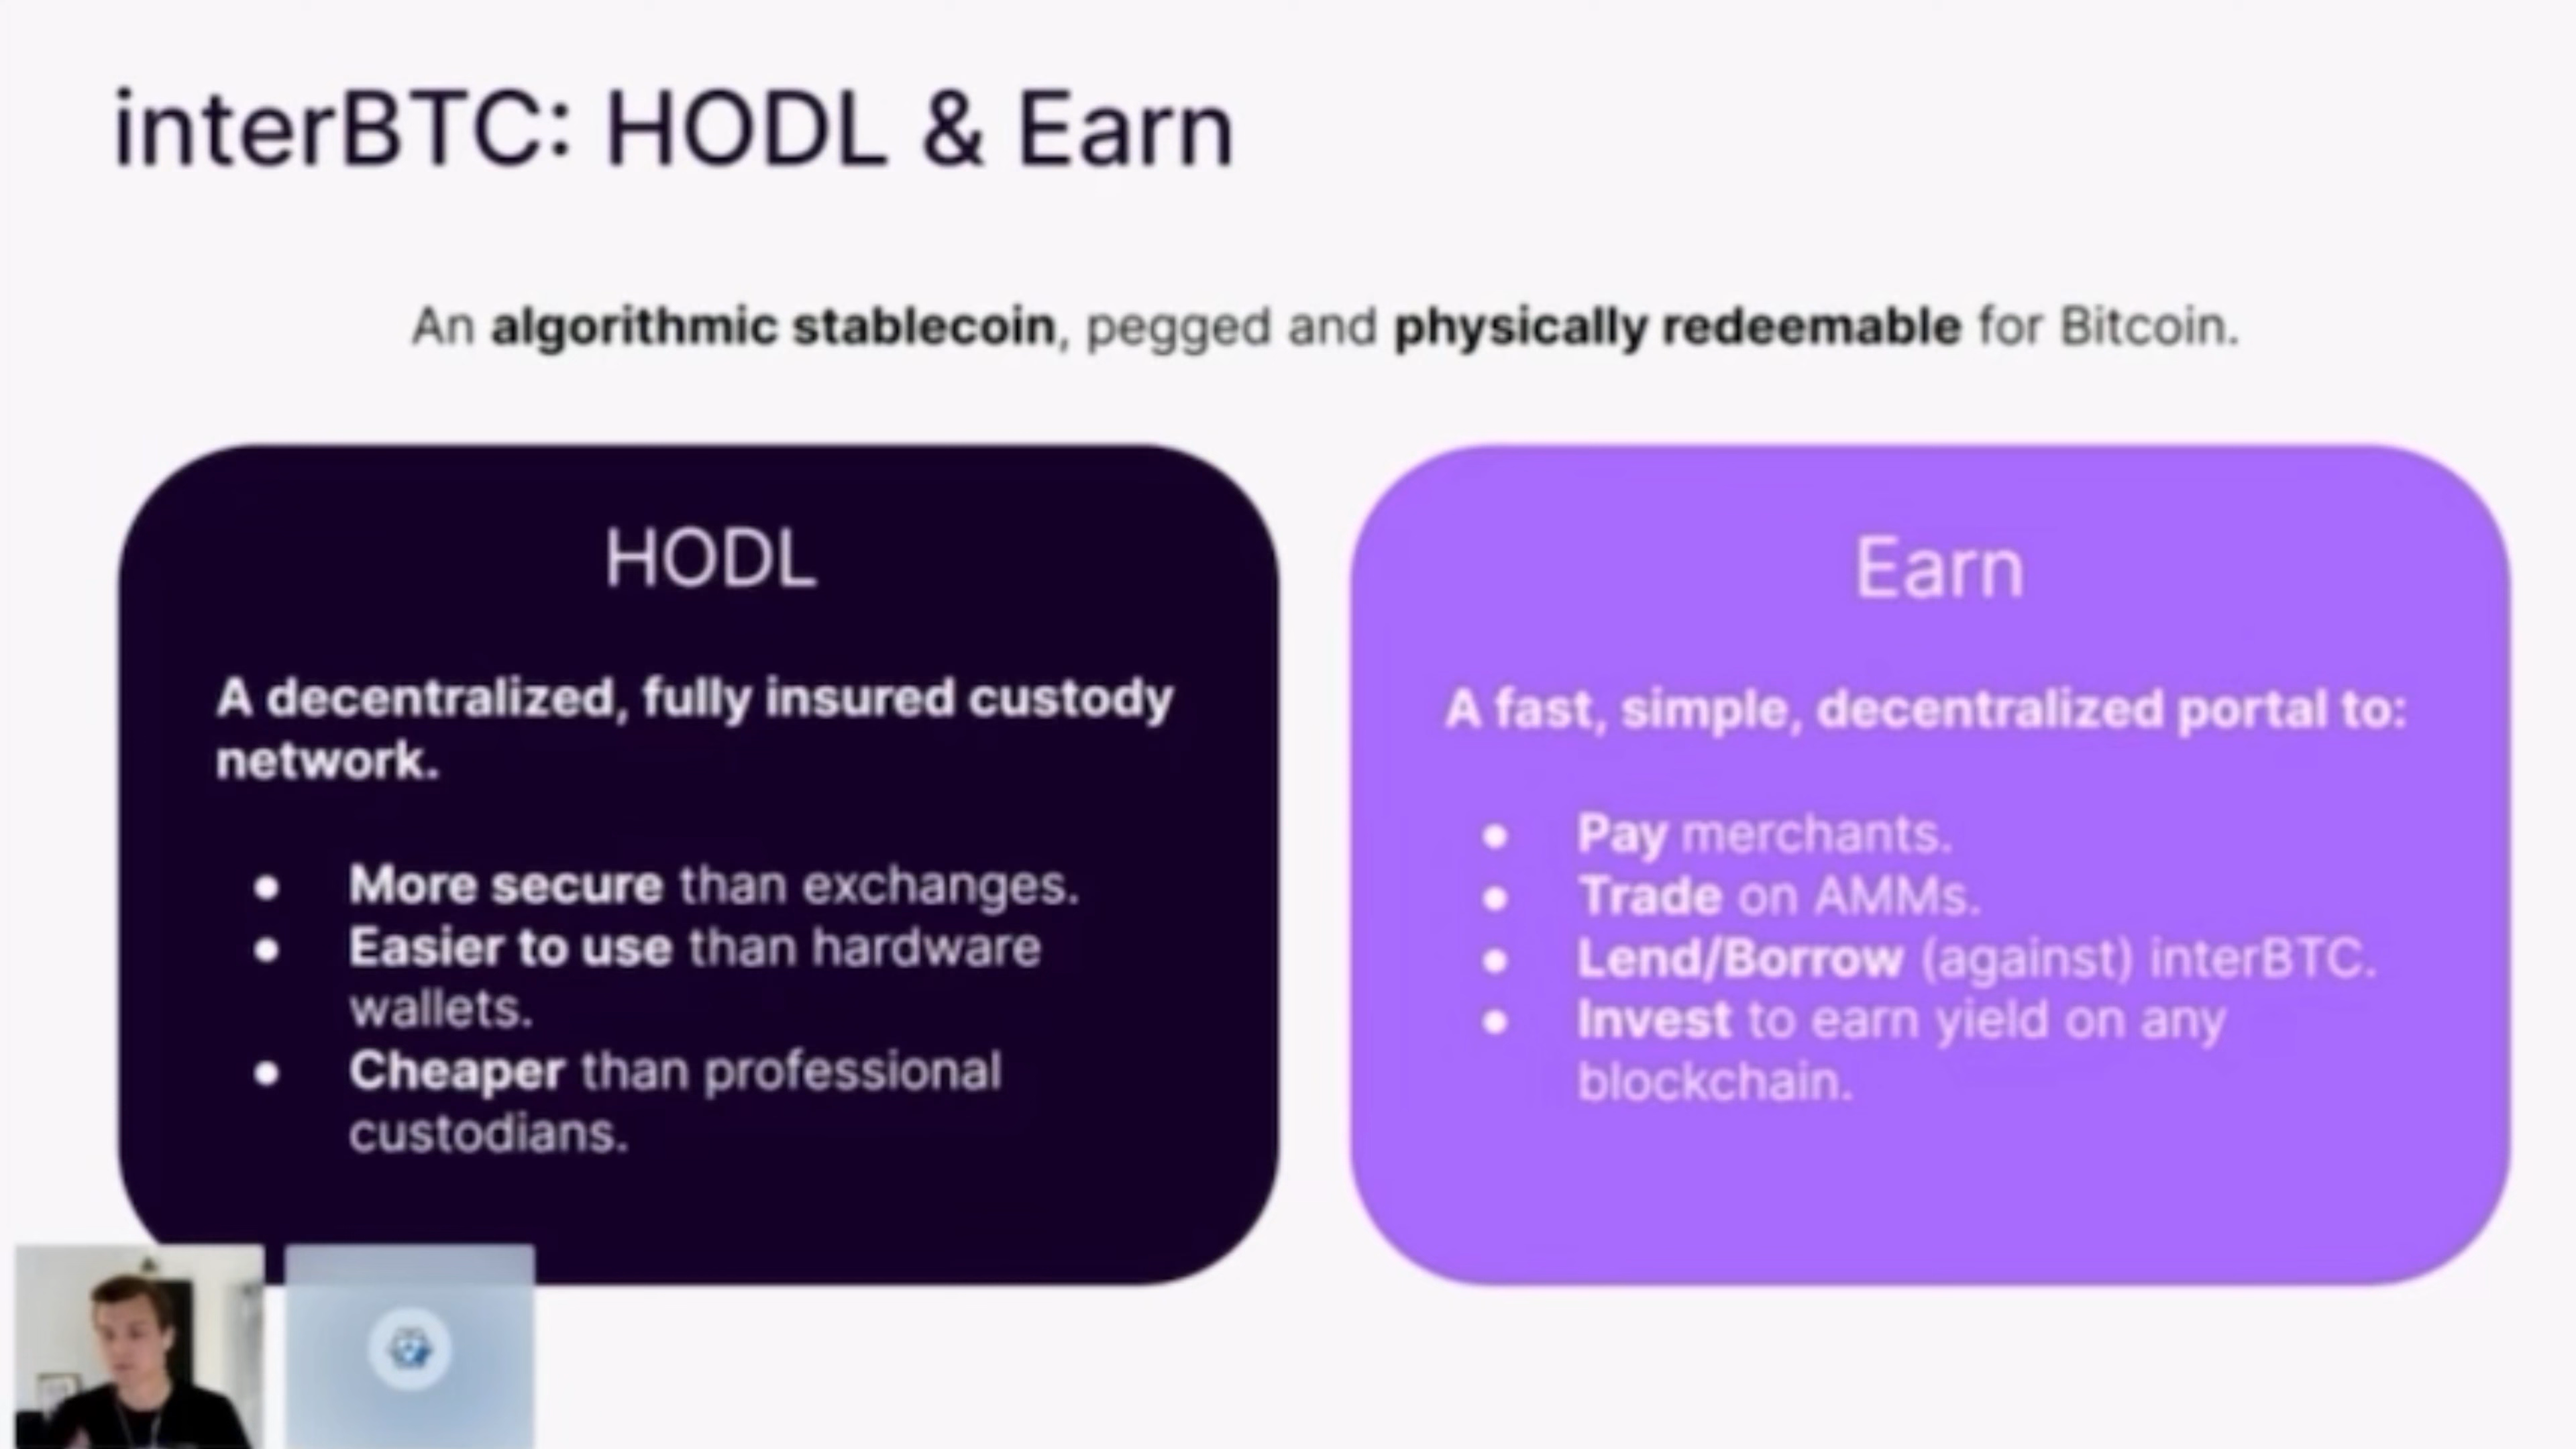 interBTC: HODL & Earn
An algorithmic stablecoin, pegged and physically redeemable for Bitcoin.
HODL
A decentralized, fully insured custody
network.
● More secure than exchanges.
● Easier to use than hardware
wallets.
● Cheaper than professional
custodians.
Earn
A fast, simple, decentralized portal to:
● Pay merchants.
● Trade on AMMs.
● Lend/Borrow (against) interBTC.
● Invest to earn yield on any
blockchain.